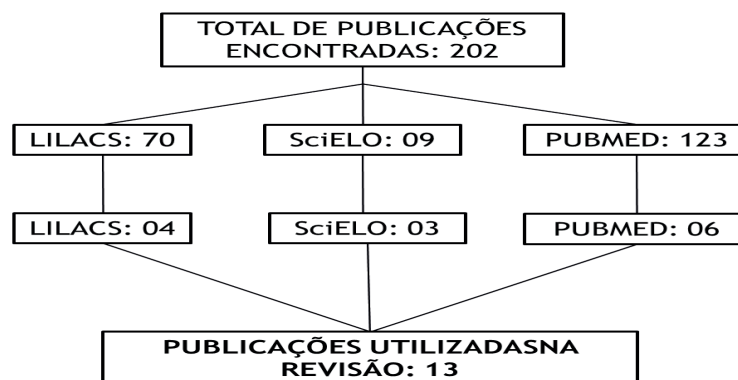 TOTAL DE PUBLICAÇÕES
ENCONTRADAS: 202
LILACS: 70
SciELO: 09
PUBMED: 123
LILACS: 04
SciELO: 03
PUBMED: 06
PUBLICAÇÕES UTILIZADASNA
REVISÃO: 13